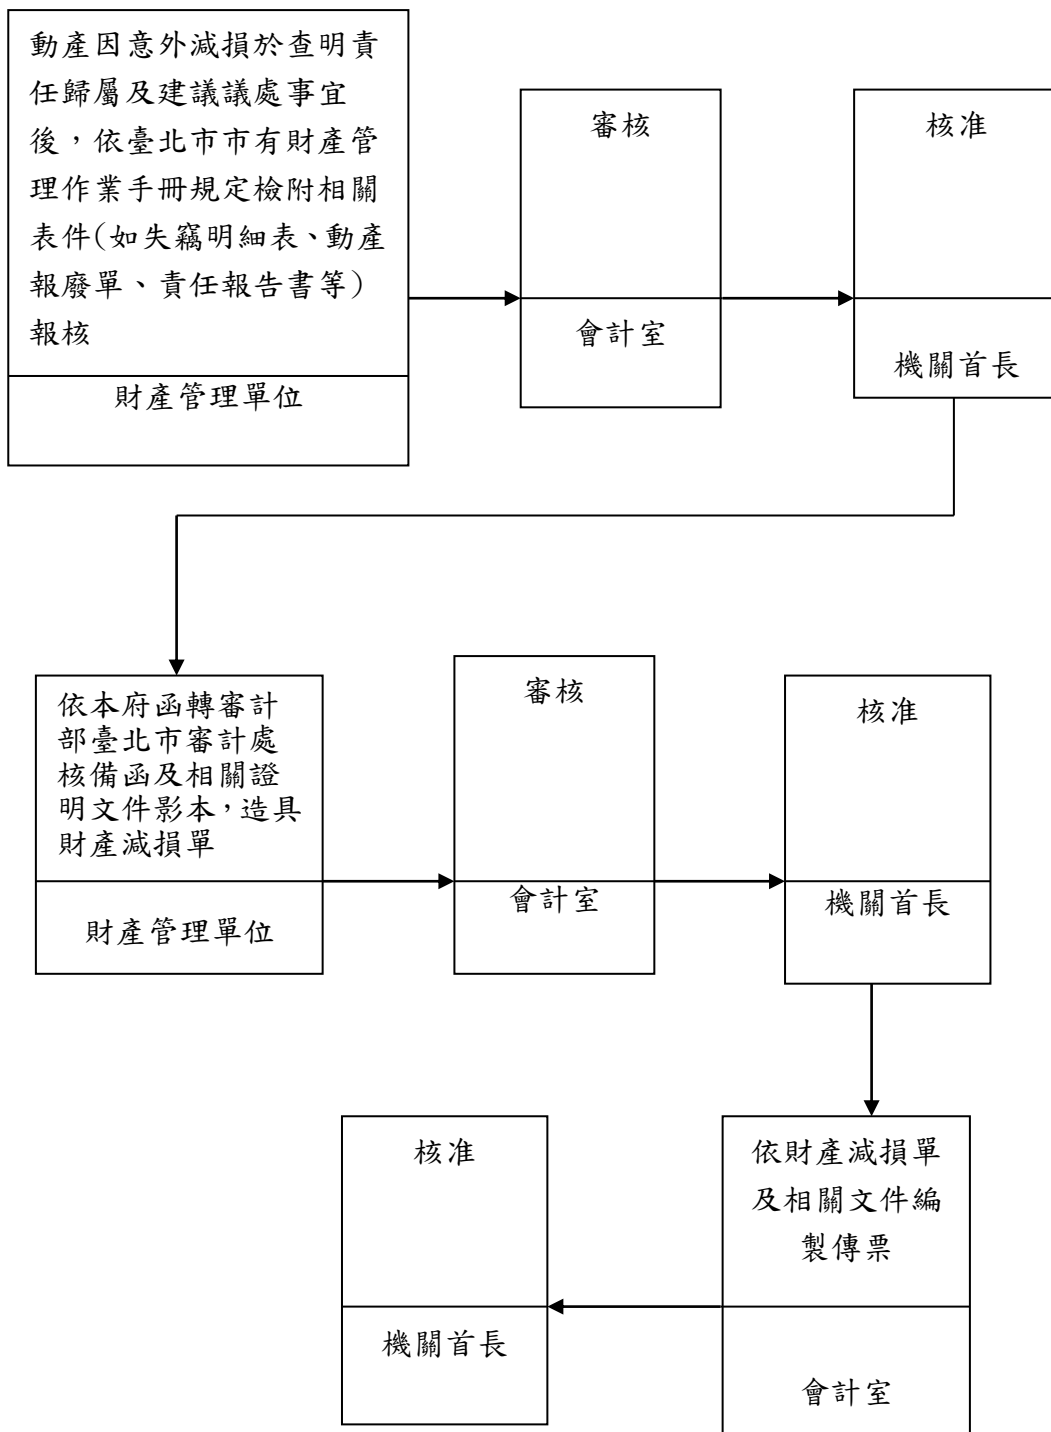 動產因意外減損於查明責
任歸屬及建議議處事宜
後，依臺北市市有財產管
理作業手冊規定檢附相關
表件(如失竊明細表、動產
報廢單、責任報告書等)
報核
財產管理單位
審核
會計室
核准
機關首長
依本府函轉審計
部臺北市審計處
核備函及相關證
明文件影本，造具
財產減損單
財產管理單位
審核
會計室
核准
機關首長
依財產減損單
及相關文件編
製傳票
會計室
核准
機關首長